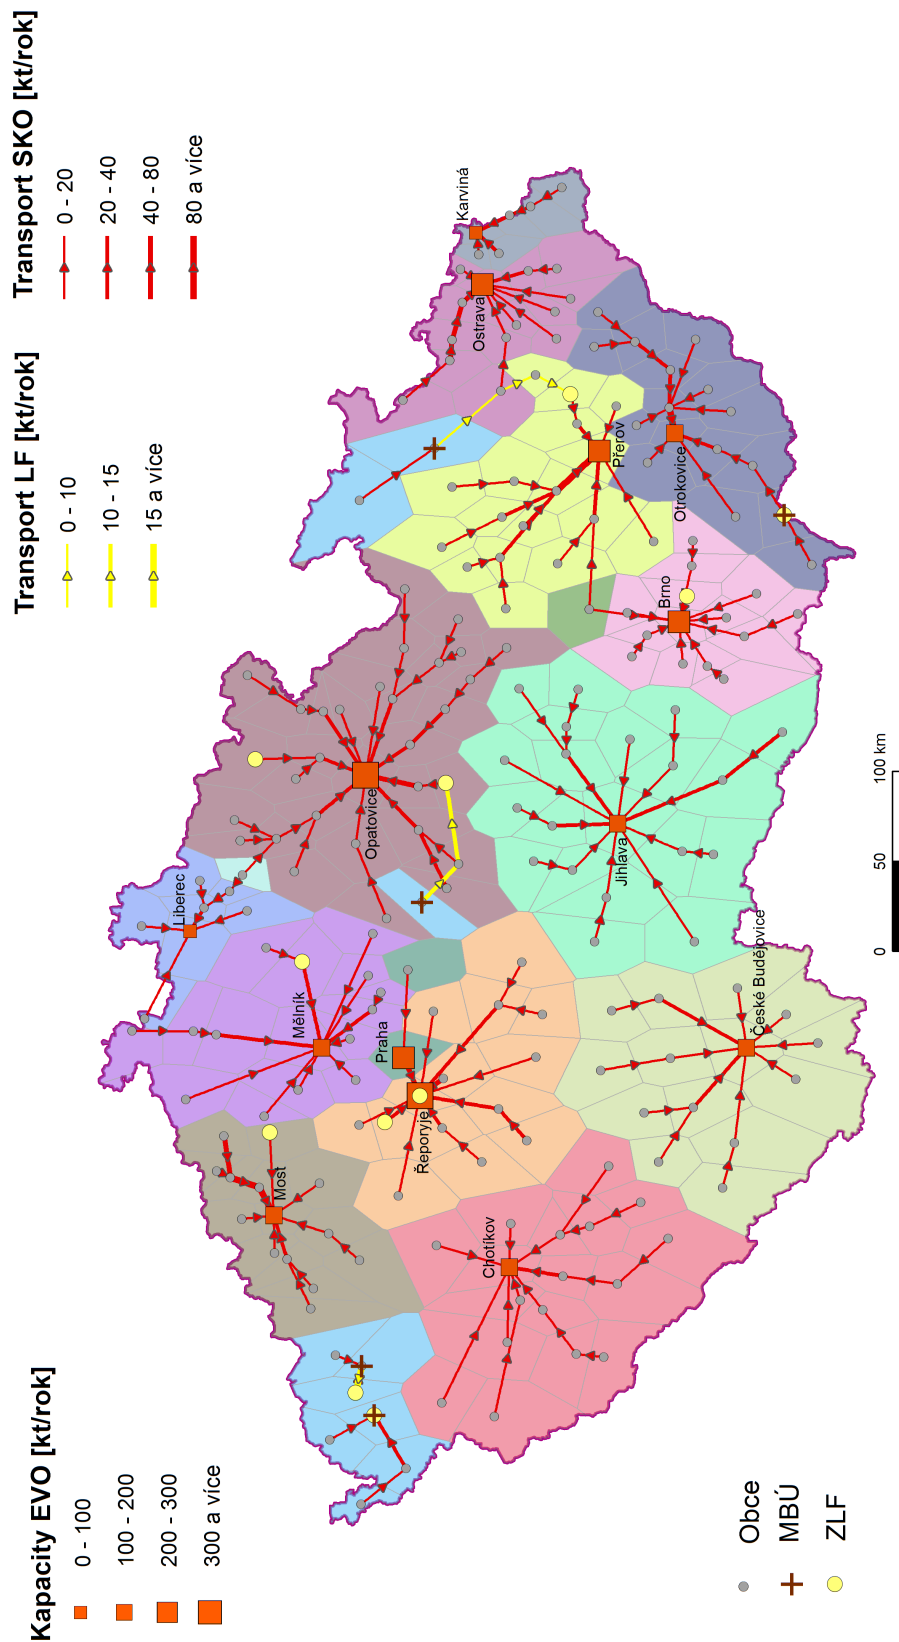 Kapacity EVO [kt/rok]
0 - 100
100 - 200
200 - 300
300 a více
Transport LF [kt/rok]
0 - 10
10 - 15
15 a více
Transport SKO [kt/rok]
0 - 20
20 - 40
40 - 80
80 a více
Liberec
Karviná
Mělník
Most
Praha
Opatovice
Ostrava
Řeporyje
Chotíkov
Přerov
Brno
Otrokovice
Jihlava
České Budějovice
Obce
MBÚ
ZLF
0
50
100 km